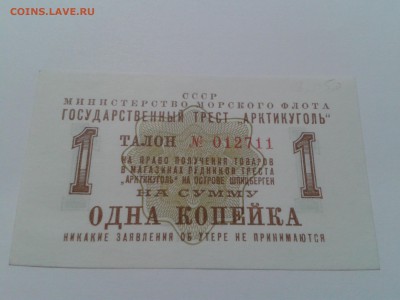 COINS.LAVE.RU
СССР
МИНИСТЕРСТВО МОРСКОГО ФЛОТА
ГОСУДАРСТВЕННЫЙ ТРЕСТ „АРКТИКУГОЛЬ"
ТАЛОН № 012711
1 1
НА ПРАВО ПОЛУЧЕНИЯ ТОВАРОВ
В МАГАЗИНАХ РУДНИКОВ ТРЕСТА
„АРКТИКУГОЛЬ" НА ОСТРОВЕ ШПИЦБЕРГЕН
НА СУММУ
ОДНА КОПЕЙКА
НИКАКИЕ ЗАЯВЛЕНИЯ ОБ УТЕРЕ НЕ ПРИНИМАЮТСЯ